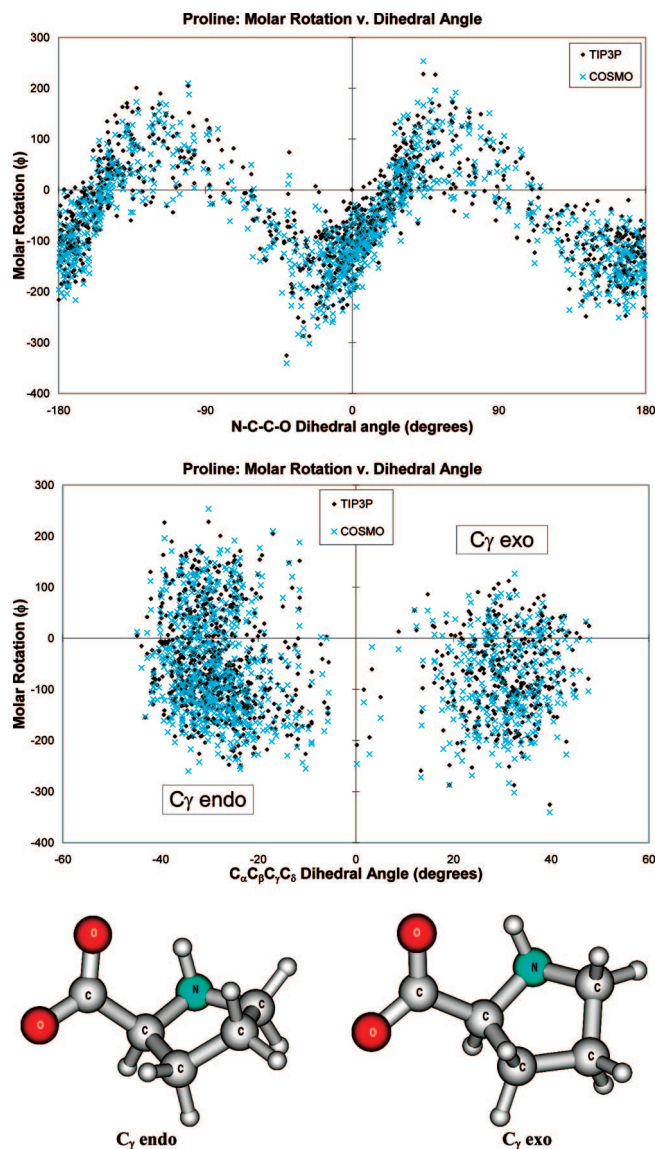 Proline: Molar Rotation v. Dihedral Angle
300
200
100
0
-100
-200
-300
-400
Molar Rotation (ϕ)
TIP3P
COSMO
-180
-90
0
90
180
N-C-C-O Dihedral angle (degrees)
Proline: Molar Rotation v. Dihedral Angle
300
200
100
0
-100
-200
-300
-400
Molar Rotation (ϕ)
TIP3P
COSMO
Cγ exo
Cγ endo
-60
-40
-20
0
20
40
60
CαCβCγCδ Dihedral Angle (degrees)
O
O
C
N
C
C
C
C
O
O
C
N
C
C
C
C
Cγ endo
Cγ exo